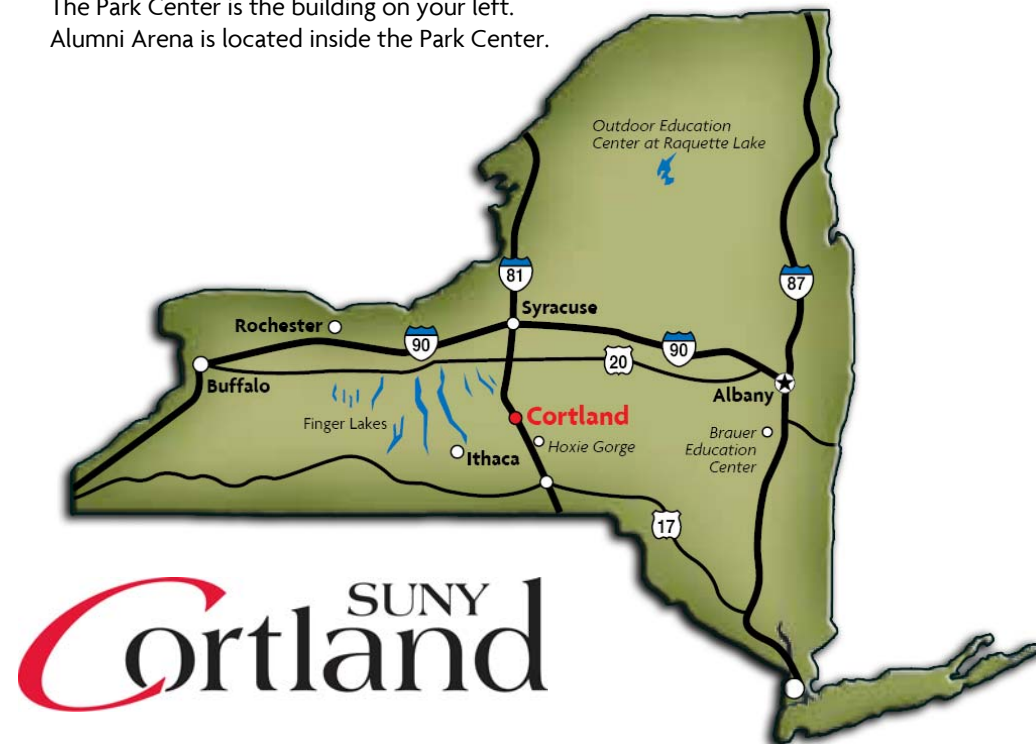 The Park Center is the building on your left.
Alumni Arena is located inside the Park Center.
Outdoor Education
Center at Raquette Lake
81
87
Syracuse
Rochester
90
90
20
Buffalo
Albany
Cortland
Finger Lakes
Brauer
Education
Center
Hoxie Gorge
Ithaca
17
SUNY
Cortland